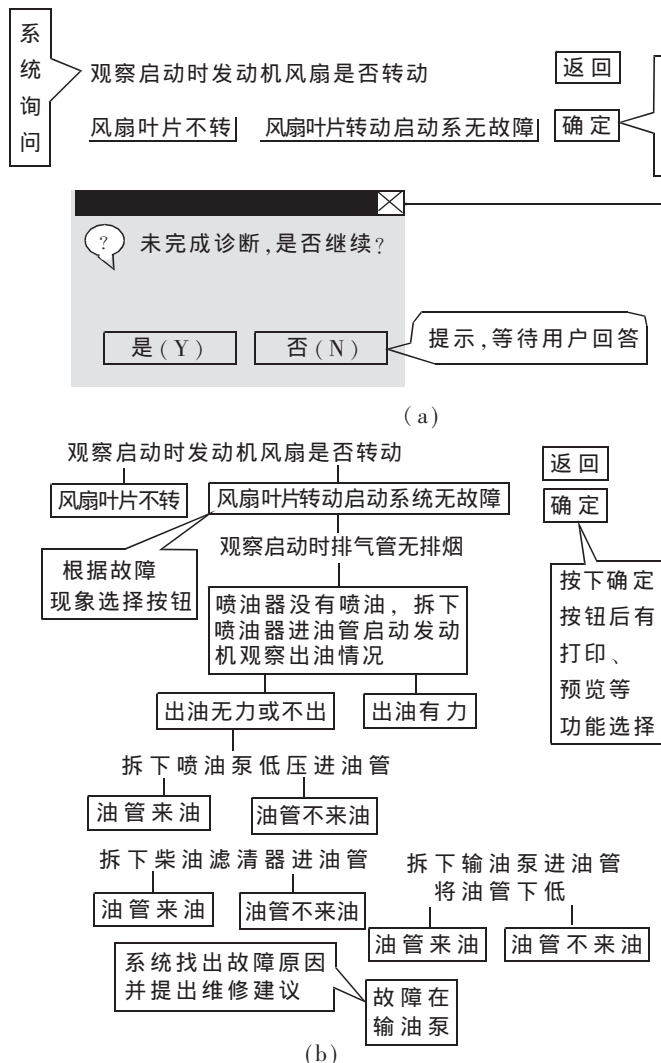 系
统
询
问
观察启动时发动机风扇是否转动
返回
风扇叶片不转 风扇叶片转动启动系无故障 确定
? 未完成诊断,是否继续?
是(Y) 否(N)
提示,等待用户回答
(a)
观察启动时发动机风扇是否转动
返回
风扇叶片不转 风扇叶片转动启动系统无故障
确定
根据故障
现象选择按钮
观察启动时排气管无排烟
喷油器没有喷油，拆下
喷油器进油管启动发动
机观察出油情况
按下确定
按钮后有
打印、
预览等
功能选择
出油无力或不出 出油有力
拆下喷油泵低压进油管
油管来油 油管不来油
拆下柴油滤清器进油管
油管来油 油管不来油
拆下输油泵进油管
将油管下低
油管来油 油管不来油
系统找出故障原因
并提出维修建议
故障在
输油泵
(b)